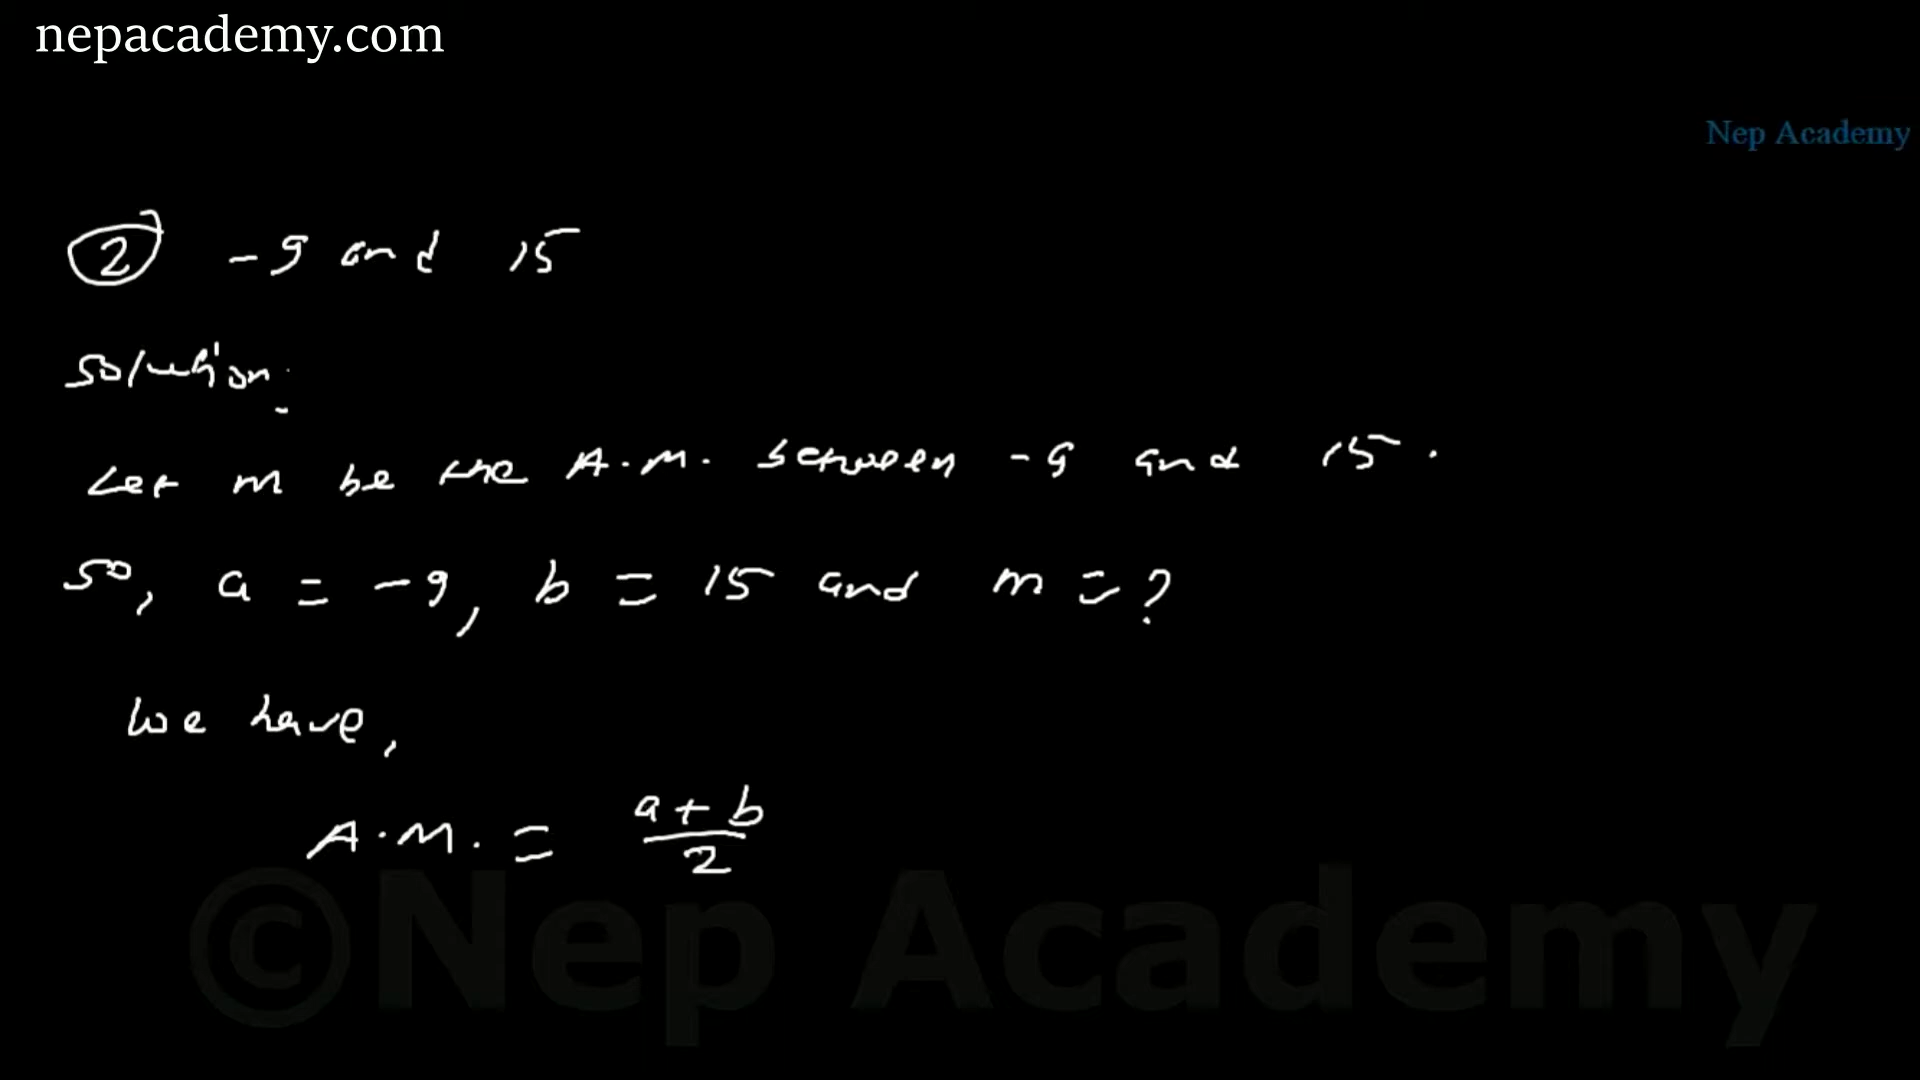 nepacademy.com
Nep Academy
2 -9 and 15
Solution:
Let m be the A.M. between -9 and 15.
So, a = -9, b = 15 and m = ?
We have,
A.M. = a + b
2
©Nep Academy